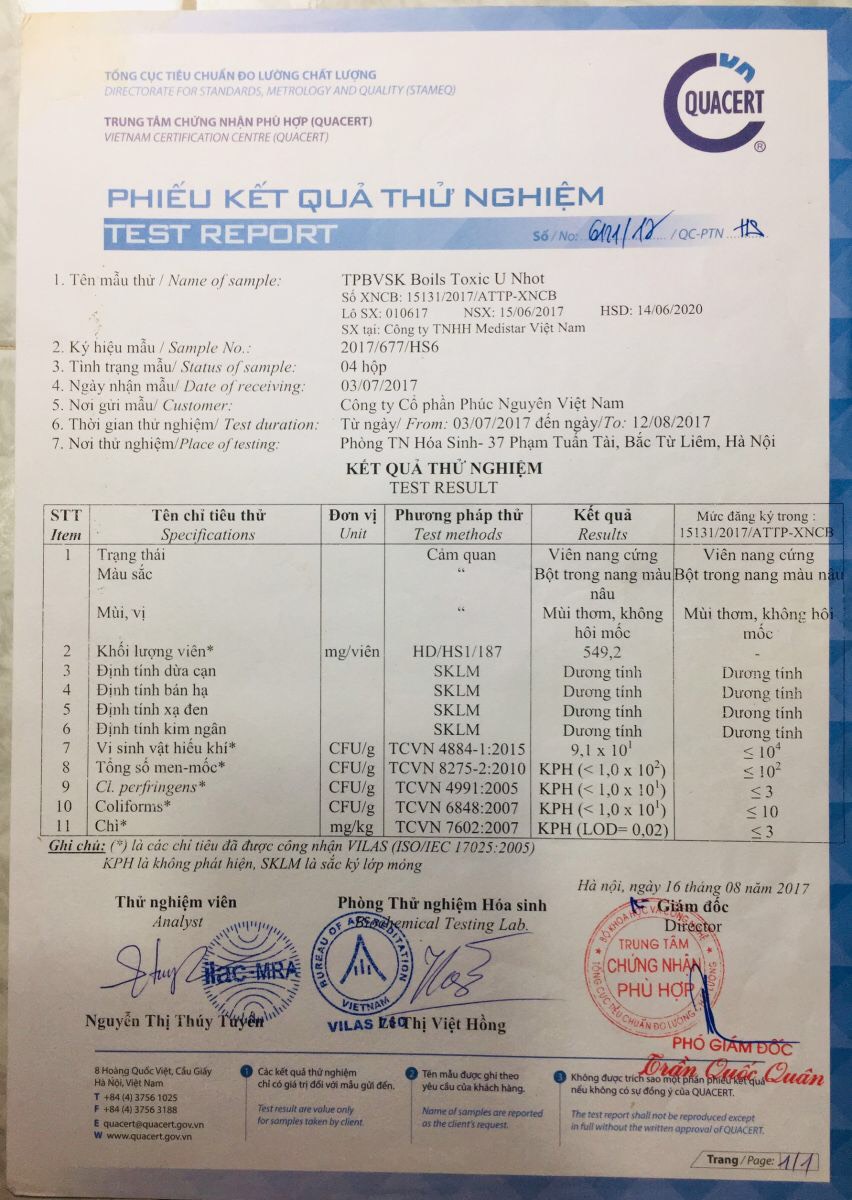 TỔNG CỤC TIÊU CHUẨN ĐO LƯỜNG CHẤT LƯỢNG
DIRECTORATE FOR STANDARDS, METROLOGY AND QUALITY (STAMEQ)
TRUNG TÂM CHỨNG NHẬN PHÙ HỢP (QUACERT)
VIETNAM CERTIFICATION CENTRE (QUACERT)
vn
QUACERT
®
PHIẾU KẾT QUẢ THỬ NGHIỆM
TEST REPORT
Số / No: 6121/17 / QC-PTN HS
1. Tên mẫu thử / Name of sample: TPBVSK Boils Toxic U Nhot
Số XNCB: 15131/2017/ATTP-XNCB
Lô SX: 010617 NSX: 15/06/2017 HSD: 14/06/2020
SX tại: Công ty TNHH Medistar Việt Nam
2. Ký hiệu mẫu / Sample No.: 2017/677/HS6
3. Tình trạng mẫu/ Status of sample: 04 hộp
4. Ngày nhận mẫu/ Date of receiving: 03/07/2017
5. Nơi gửi mẫu/ Customer: Công ty Cổ phần Phúc Nguyên Việt Nam
6. Thời gian thử nghiệm/ Test duration: Từ ngày/ From: 03/07/2017 đến ngày/To: 12/08/2017
7. Nơi thử nghiệm/Place of testing: Phòng TN Hóa Sinh- 37 Phạm Tuấn Tài, Bắc Từ Liêm, Hà Nội
KẾT QUẢ THỬ NGHIỆM
TEST RESULT
STT Tên chỉ tiêu thử Đơn vị Phương pháp thử Kết quả Mức đăng ký trong :
Item Specifications Unit Test methods Results 15131/2017/ATTP-XNCB
1 Trạng thái Cảm quan Viên nang cứng Viên nang cứng
Màu sắc “ Bột trong nang màu Bột trong nang màu nâu
nâu
Mùi, vị “ Mùi thơm, không Mùi thơm, không hôi
hôi mốc mốc
2 Khối lượng viên* mg/viên HD/HS1/187 549,2 -
3 Định tính dừa cạn SKLM Dương tính Dương tính
4 Định tính bán hạ SKLM Dương tính Dương tính
5 Định tính xạ đen SKLM Dương tính Dương tính
6 Định tính kim ngân SKLM Dương tính Dương tính
7 Vi sinh vật hiếu khí* CFU/g TCVN 4884-1:2015 9,1 x 10¹ ≤ 10⁴
8 Tổng số men-mốc* CFU/g TCVN 8275-2:2010 KPH (< 1,0 x 10²) ≤ 10²
9 Cl. perfringens* CFU/g TCVN 4991:2005 KPH (< 1,0 x 10¹) ≤ 3
10 Coliforms* CFU/g TCVN 6848:2007 KPH (< 1,0 x 10¹) ≤ 10
11 Chì* mg/kg TCVN 7602:2007 KPH (LOD= 0,02) ≤ 3
Ghi chú: (*) là các chỉ tiêu đã được công nhận VILAS (ISO/IEC 17025:2005)
KPH là không phát hiện, SKLM là sắc ký lớp mỏng
Hà nội, ngày 16 tháng 08 năm 2017
Thử nghiệm viên Phòng Thử nghiệm Hóa sinh Giám đốc
Analyst Biochemical Testing Lab. Director
ilac-MRA
BUREAU OF ACCREDITATION
VIETNAM
BỘ KHOA HỌC VÀ CÔNG NGHỆ
TRUNG TÂM
CHỨNG NHẬN
PHÙ HỢP
TỔNG CỤC TIÊU CHUẨN ĐO LƯỜNG
Nguyễn Thị Thúy Tuyền VILAS Lê Thị Việt Hồng
PHÓ GIÁM ĐỐC
Trần Quốc Quân
8 Hoàng Quốc Việt, Cầu Giấy
Hà Nội, Việt Nam
T +84 (4) 3756 1025
F +84 (4) 3756 3188
E quacert@quacert.gov.vn
W www.quacert.gov.vn
1 Các kết quả thử nghiệm
chỉ có giá trị đối với mẫu gửi đến.
Test result are value only
for samples taken by client.
2 Tên mẫu được ghi theo
yêu cầu của khách hàng.
Name of samples are reported
as the client's request.
3 Không được trích sao một phần phiếu kết quả
nếu không có sự đồng ý của QUACERT.
The test report shall not be reproduced except
in full without the written approval of QUACERT.
Trang / Page: 1/1